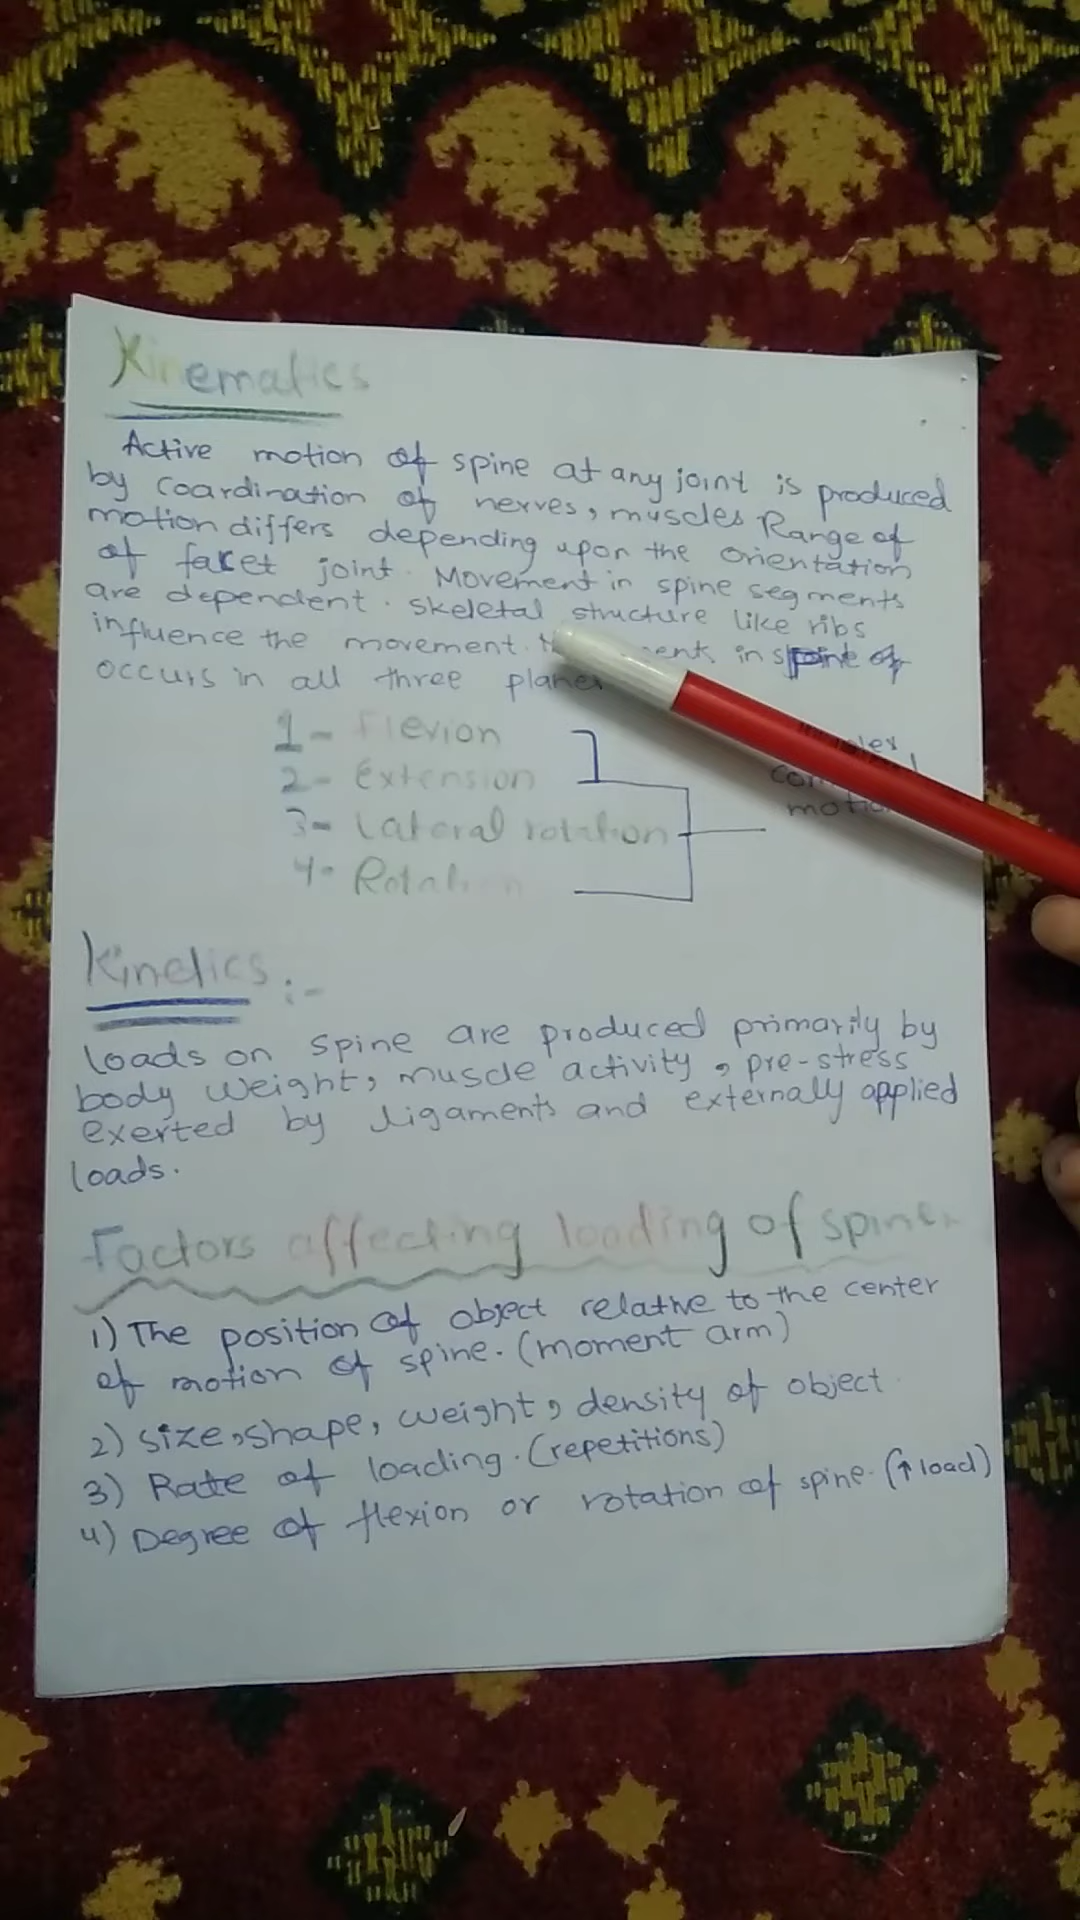 Kinematics
Active motion of spine at any joint is produced
by coardination of nerves, muscles Range of
motion differs depending upon the orientation
of facet joint. Movement in spine segments
are dependent. skeletal structure like ribs
influence the movement. in spine of
occurs in all three planes
1- Flexion
2- Extension
3- Lateral rotation
4- Rotation
motion
Kinetics :-
loads on spine are produced primarily by
body weight, muscle activity, pre-stress
exerted by ligaments and externally applied
loads.
Factors affecting loading of spine.
1) The position of object relative to the center
of motion of spine. (moment arm)
2) size, shape, weight, density of object.
3) Rate of loading. (repetitions)
4) Degree of flexion or rotation of spine. (↑ load)